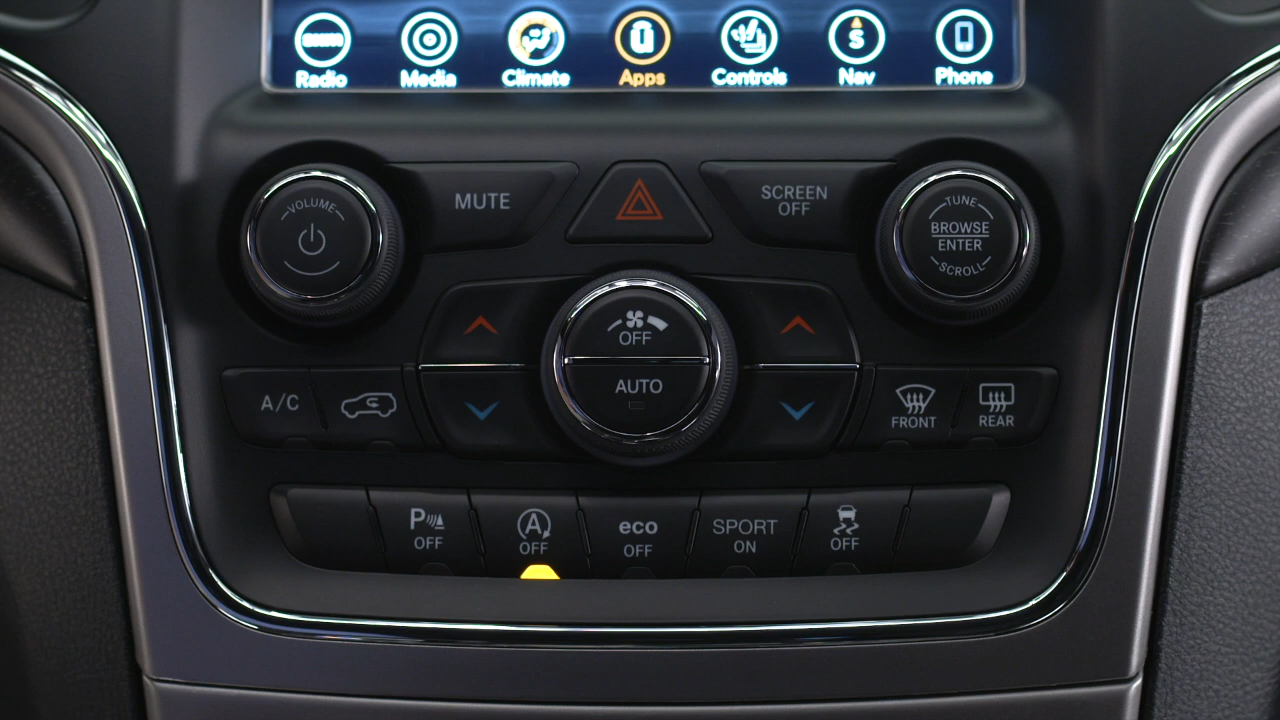 Radio
Media
Climate
Apps
Controls
S
Nav
Phone
VOLUME
MUTE
SCREEN
OFF
TUNE
BROWSE
ENTER
SCROLL
OFF
AUTO
A/C
FRONT
REAR
P
OFF
A
OFF
eco
OFF
SPORT
ON
OFF